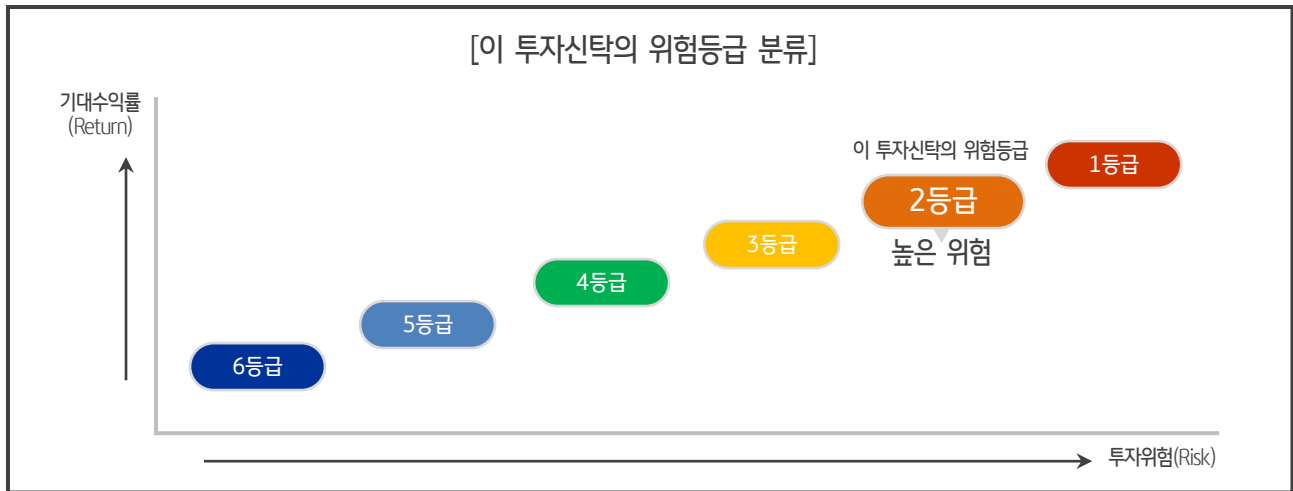 [이 투자신탁의 위험등급 분류]
기대수익률
(Return)
이 투자신탁의 위험등급
1등급
2등급
높은 위험
3등급
4등급
5등급
6등급
투자위험(Risk)